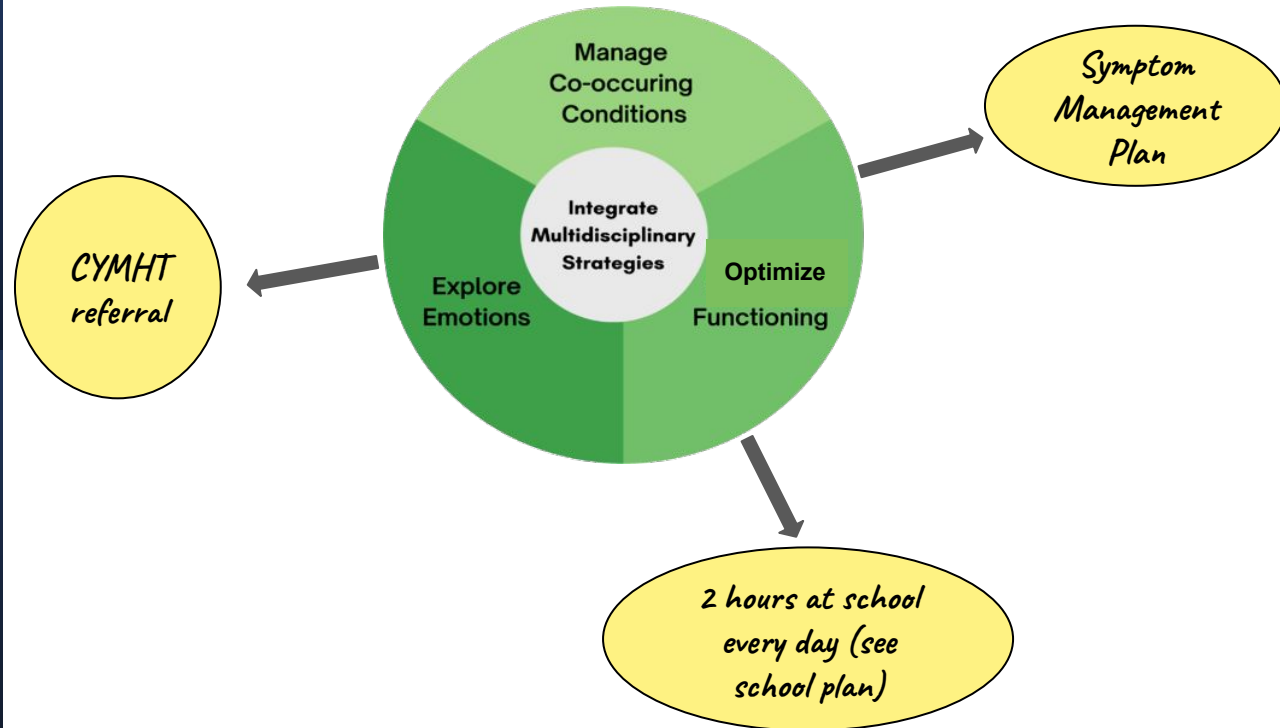 Manage
Co-occuring
Conditions
Symptom
Management
Plan
Integrate
Multidisciplinary
Strategies
CYMHT
referral
Explore
Emotions
Optimize
Functioning
2 hours at school
every day (see
school plan)